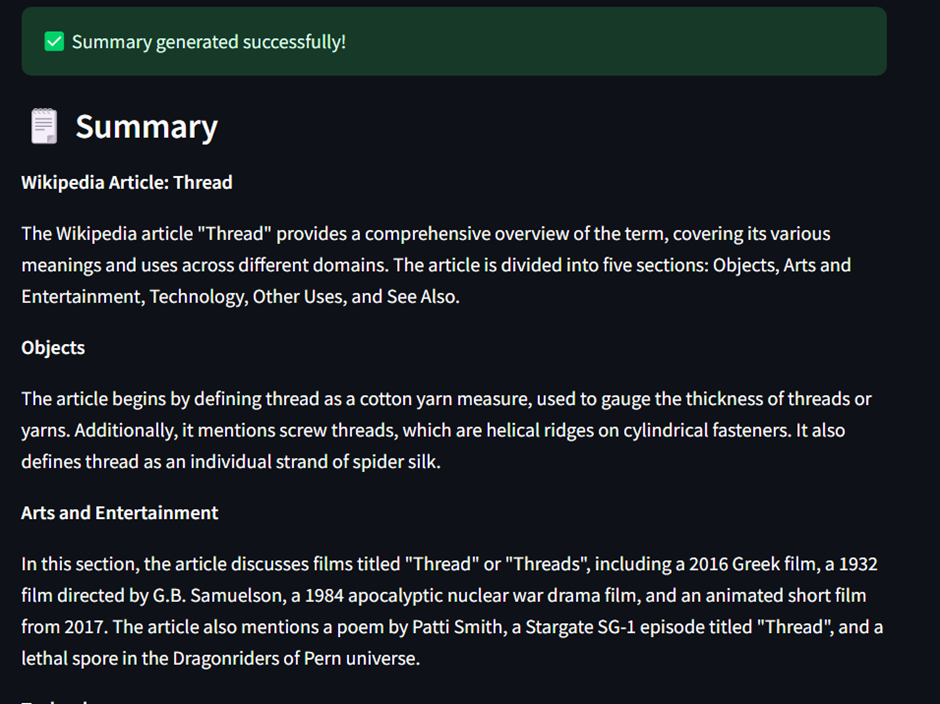 Summary generated successfully!
Summary
Wikipedia Article: Thread
The Wikipedia article "Thread" provides a comprehensive overview of the term, covering its various
meanings and uses across different domains. The article is divided into five sections: Objects, Arts and
Entertainment, Technology, Other Uses, and See Also.
Objects
The article begins by defining thread as a cotton yarn measure, used to gauge the thickness of threads or
yarns. Additionally, it mentions screw threads, which are helical ridges on cylindrical fasteners. It also
defines thread as an individual strand of spider silk.
Arts and Entertainment
In this section, the article discusses films titled "Thread" or "Threads", including a 2016 Greek film, a 1932
film directed by G.B. Samuelson, a 1984 apocalyptic nuclear war drama film, and an animated short film
from 2017. The article also mentions a poem by Patti Smith, a Stargate SG-1 episode titled "Thread", and a
lethal spore in the Dragonriders of Pern universe.